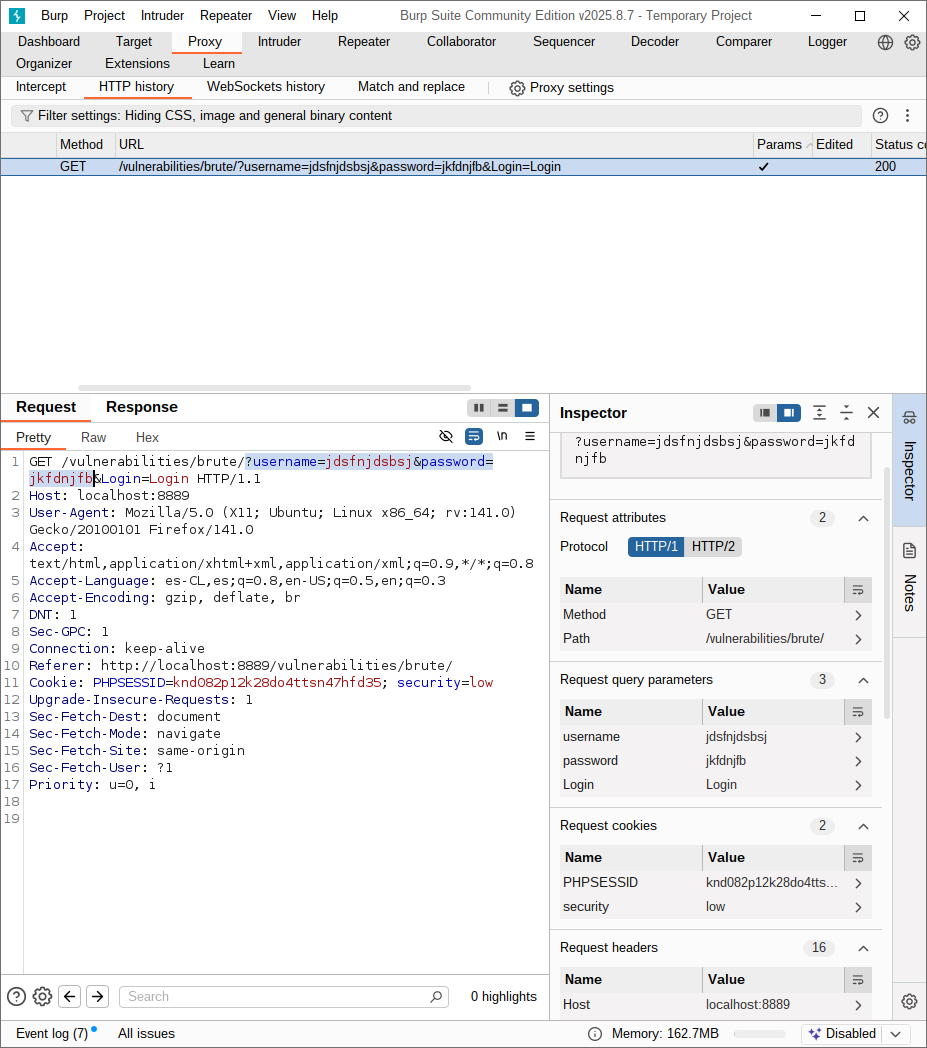 Burp Project Intruder Repeater View Help Burp Suite Community Edition v2025.8.7 - Temporary Project
Dashboard Target Proxy Intruder Repeater Collaborator Sequencer Decoder Comparer Logger
Organizer Extensions Learn
Intercept HTTP history WebSockets history Match and replace Proxy settings
Filter settings: Hiding CSS, image and general binary content
Method URL Params Edited Status co
GET /vulnerabilities/brute/?username=jdsfnjdsbsj&password=jkfdnjfb&Login=Login 200
Request Response
Pretty Raw Hex \n
1 GET /vulnerabilities/brute/?username=jdsfnjdsbsj&password=
jkfdnjfb&Login=Login HTTP/1.1
2 Host: localhost:8889
3 User-Agent: Mozilla/5.0 (X11; Ubuntu; Linux x86_64; rv:141.0)
Gecko/20100101 Firefox/141.0
4 Accept:
text/html,application/xhtml+xml,application/xml;q=0.9,*/*;q=0.8
5 Accept-Language: es-CL,es;q=0.8,en-US;q=0.5,en;q=0.3
6 Accept-Encoding: gzip, deflate, br
7 DNT: 1
8 Sec-GPC: 1
9 Connection: keep-alive
10 Referer: http://localhost:8889/vulnerabilities/brute/
11 Cookie: PHPSESSID=knd082p12k28do4ttsn47hfd35; security=low
12 Upgrade-Insecure-Requests: 1
13 Sec-Fetch-Dest: document
14 Sec-Fetch-Mode: navigate
15 Sec-Fetch-Site: same-origin
16 Sec-Fetch-User: ?1
17 Priority: u=0, i
18
19
Search 0 highlights
Inspector
?username=jdsfnjdsbsj&password=jkfd
njfb
Request attributes 2
Protocol HTTP/1 HTTP/2
Name Value
Method GET
Path /vulnerabilities/brute/
Request query parameters 3
Name Value
username jdsfnjdsbsj
password jkfdnjfb
Login Login
Request cookies 2
Name Value
PHPSESSID knd082p12k28do4tts...
security low
Request headers 16
Name Value
Host localhost:8889
Inspector
Notes
Event log (7) All issues Memory: 162.7MB Disabled